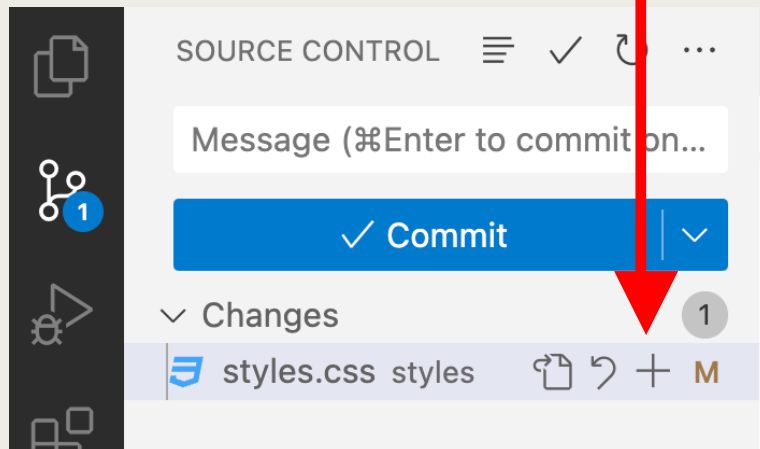 SOURCE CONTROL
Message (⌘Enter to commit on...
1
Commit
Changes 1
styles.css styles M